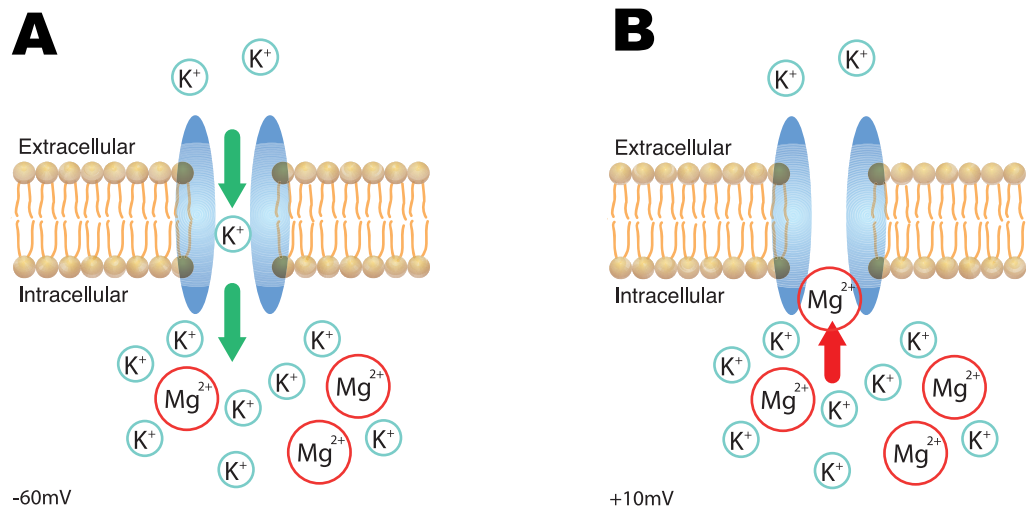 A
K+
K+
Extracellular
K+
Intracellular
K+
K+
K+
Mg2+
K+
K+
Mg2+
K+
Mg2+
K+
K+
-60mV
B
K+
K+
Extracellular
Intracellular
Mg2+
K+
K+
K+
Mg2+
K+
K+
Mg2+
K+
Mg2+
K+
K+
+10mV